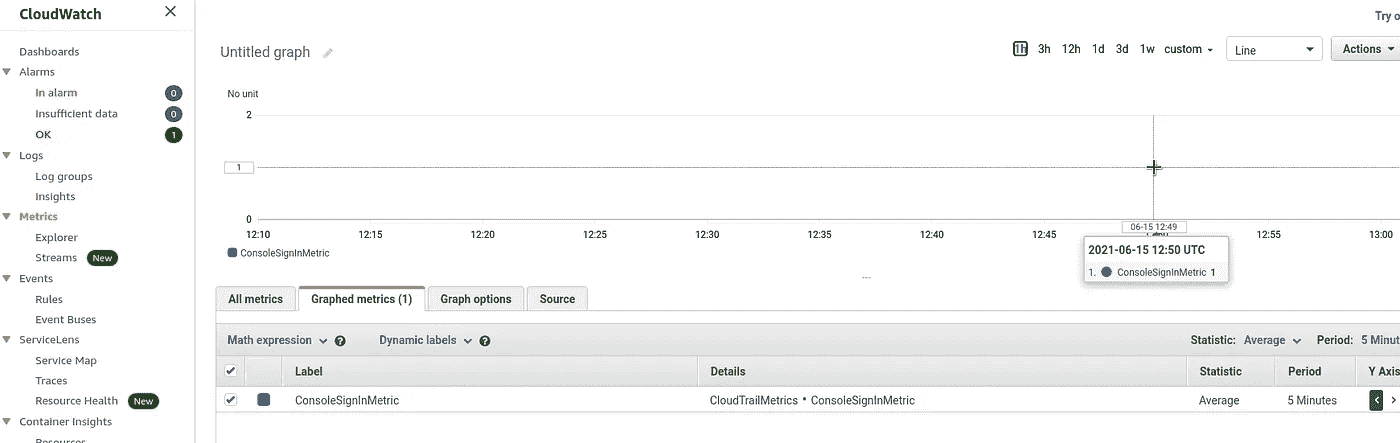 CloudWatch
Try o
Dashboards
Alarms
In alarm 0
Insufficient data 0
OK 1
Logs
Log groups
Insights
Metrics
Explorer
Streams New
Events
Rules
Event Buses
ServiceLens
Service Map
Traces
Resource Health New
Container Insights
Resources
Untitled graph
1h 3h 12h 1d 3d 1w custom Line Actions
No unit
2
1
0
12:10 12:15 12:20 12:25 12:30 12:35 12:40 12:45 12:55 13:00
06-15 12:49
ConsoleSignInMetric
2021-06-15 12:50 UTC
1. ConsoleSignInMetric 1
All metrics Graphed metrics (1) Graph options Source
Math expression ? Dynamic labels ? Statistic: Average Period: 5 Minut
Label Details Statistic Period Y Axis
ConsoleSignInMetric CloudTrailMetrics • ConsoleSignInMetric Average 5 Minutes < >